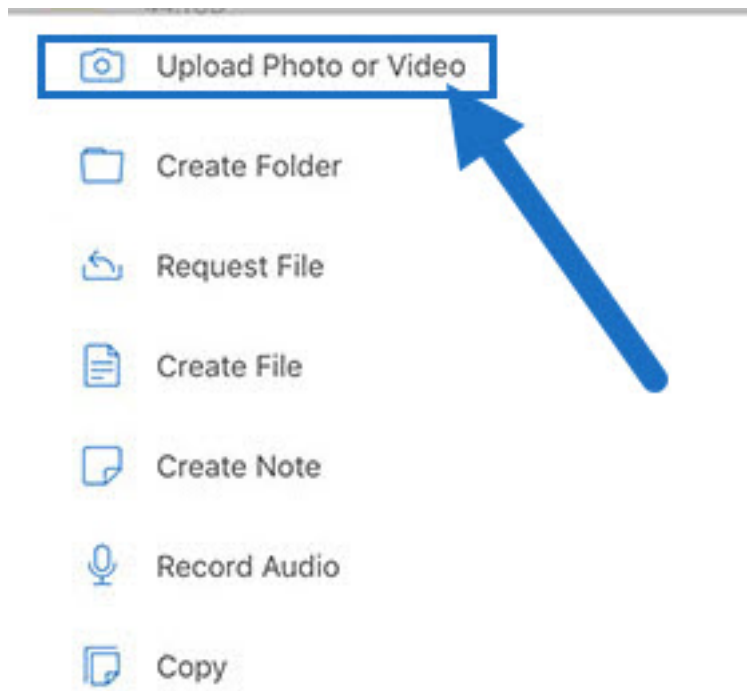 Upload Photo or Video
Create Folder
Request File
Create File
Create Note
Record Audio
Copy